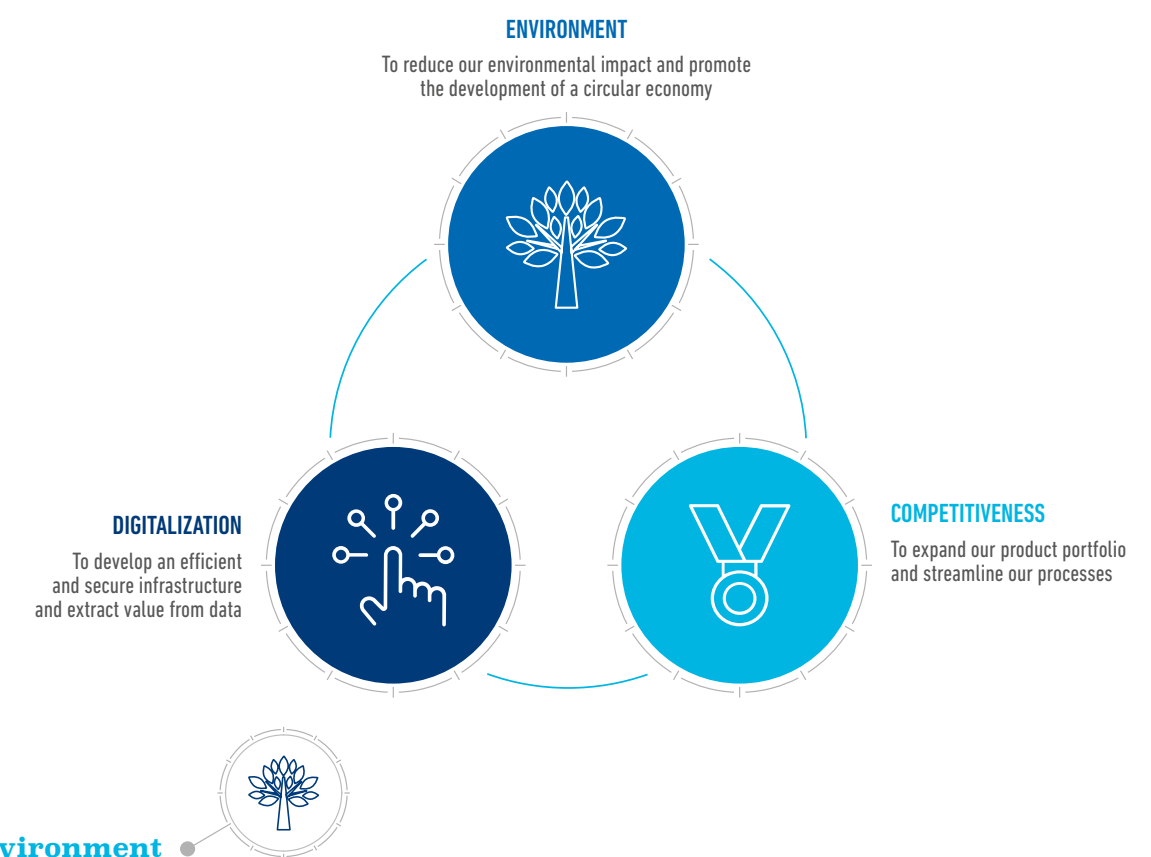 ENVIRONMENT
To reduce our environmental impact and promote
the development of a circular economy
DIGITALIZATION
To develop an efficient
and secure infrastructure
and extract value from data
COMPETITIVENESS
To expand our product portfolio
and streamline our processes
vironment